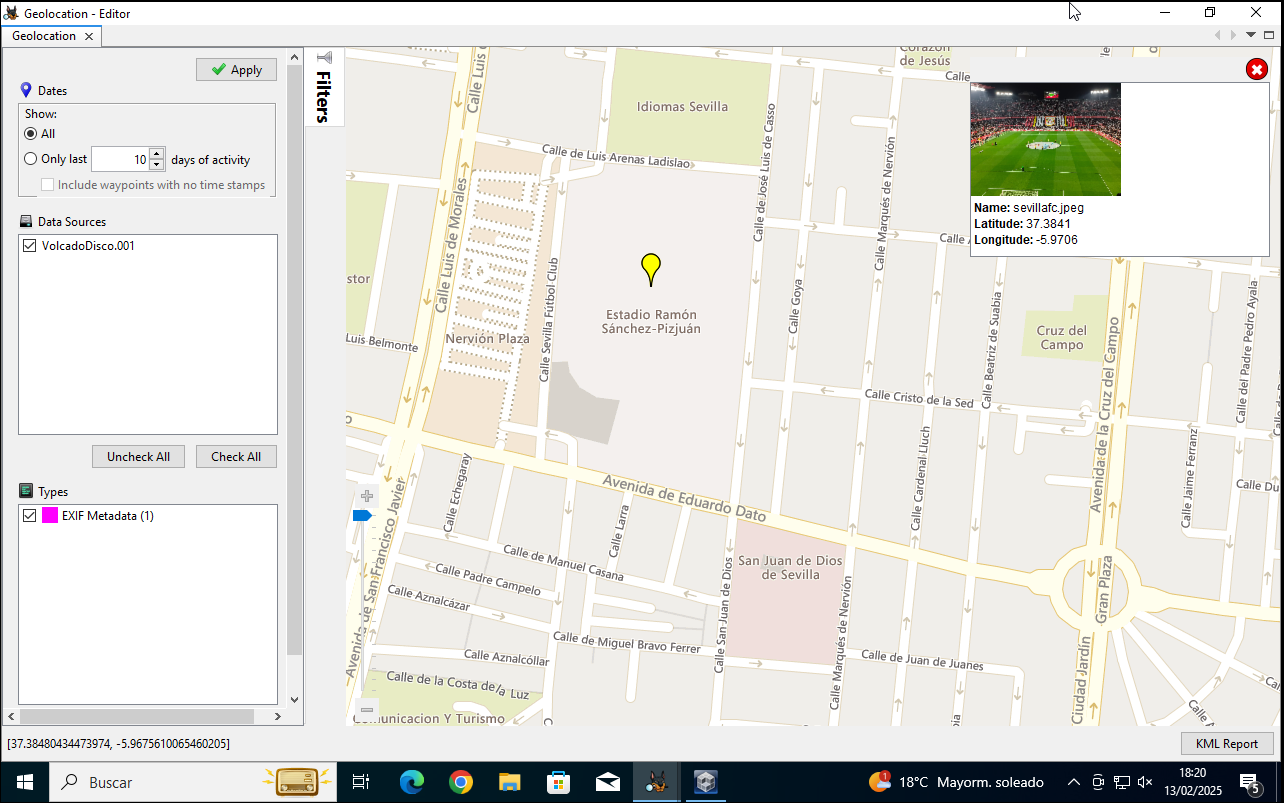 Geolocation - Editor
Geolocation
Apply
Dates
Show:
All
Only last 10 days of activity
Include waypoints with no time stamps
Data Sources
VolcadoDisco.001
Uncheck All
Check All
Types
EXIF Metadata (1)
Filters
Name: sevillafc.jpeg
Latitude: 37.3841
Longitude: -5.9706
Calle Luis
Corazón
de Jesús
Calle
Idiomas Sevilla
Calle de Luis Arenas Ladislao
Calle de José Luis de Casso
Calle Marqués de Nervión
Calle Luis de Morales
Calle
stor
Luis Belmonte
Nervión Plaza
Calle Sevilla Fútbol Club
Estadio Ramón
Sánchez-Pizjuán
Calle Goya
Calle Beatriz de Suabia
Cruz del
Campo
Avenida de la Cruz del Campo
Calle del Padre Pedro Ayala
Calle Cristo de la Sed
Calle Cardenal Lluch
Calle Jaime Ferranz
Calle Du
Avenida de Eduardo Dato
Calle Echegaray
Calle Larra
Avenida de San Francisco Javier
Calle de Manuel Casana
Calle Padre Campelo
Calle Aznalcázar
San Juan de Dios
de Sevilla
Calle San Juan de Dios
Calle Marqués de Nervión
Gran Plaza
Calle de Miguel Bravo Ferrer
Calle Aznalcóllar
Calle de Juan de Juanes
Calle de la Costa de la Luz
Ciudad Jardín
Comunicacion Y Turismo
[37.38480434473974, -5.9675610065460205]
KML Report
Buscar
1
18°C Mayorm. soleado
18:20
13/02/2025
5